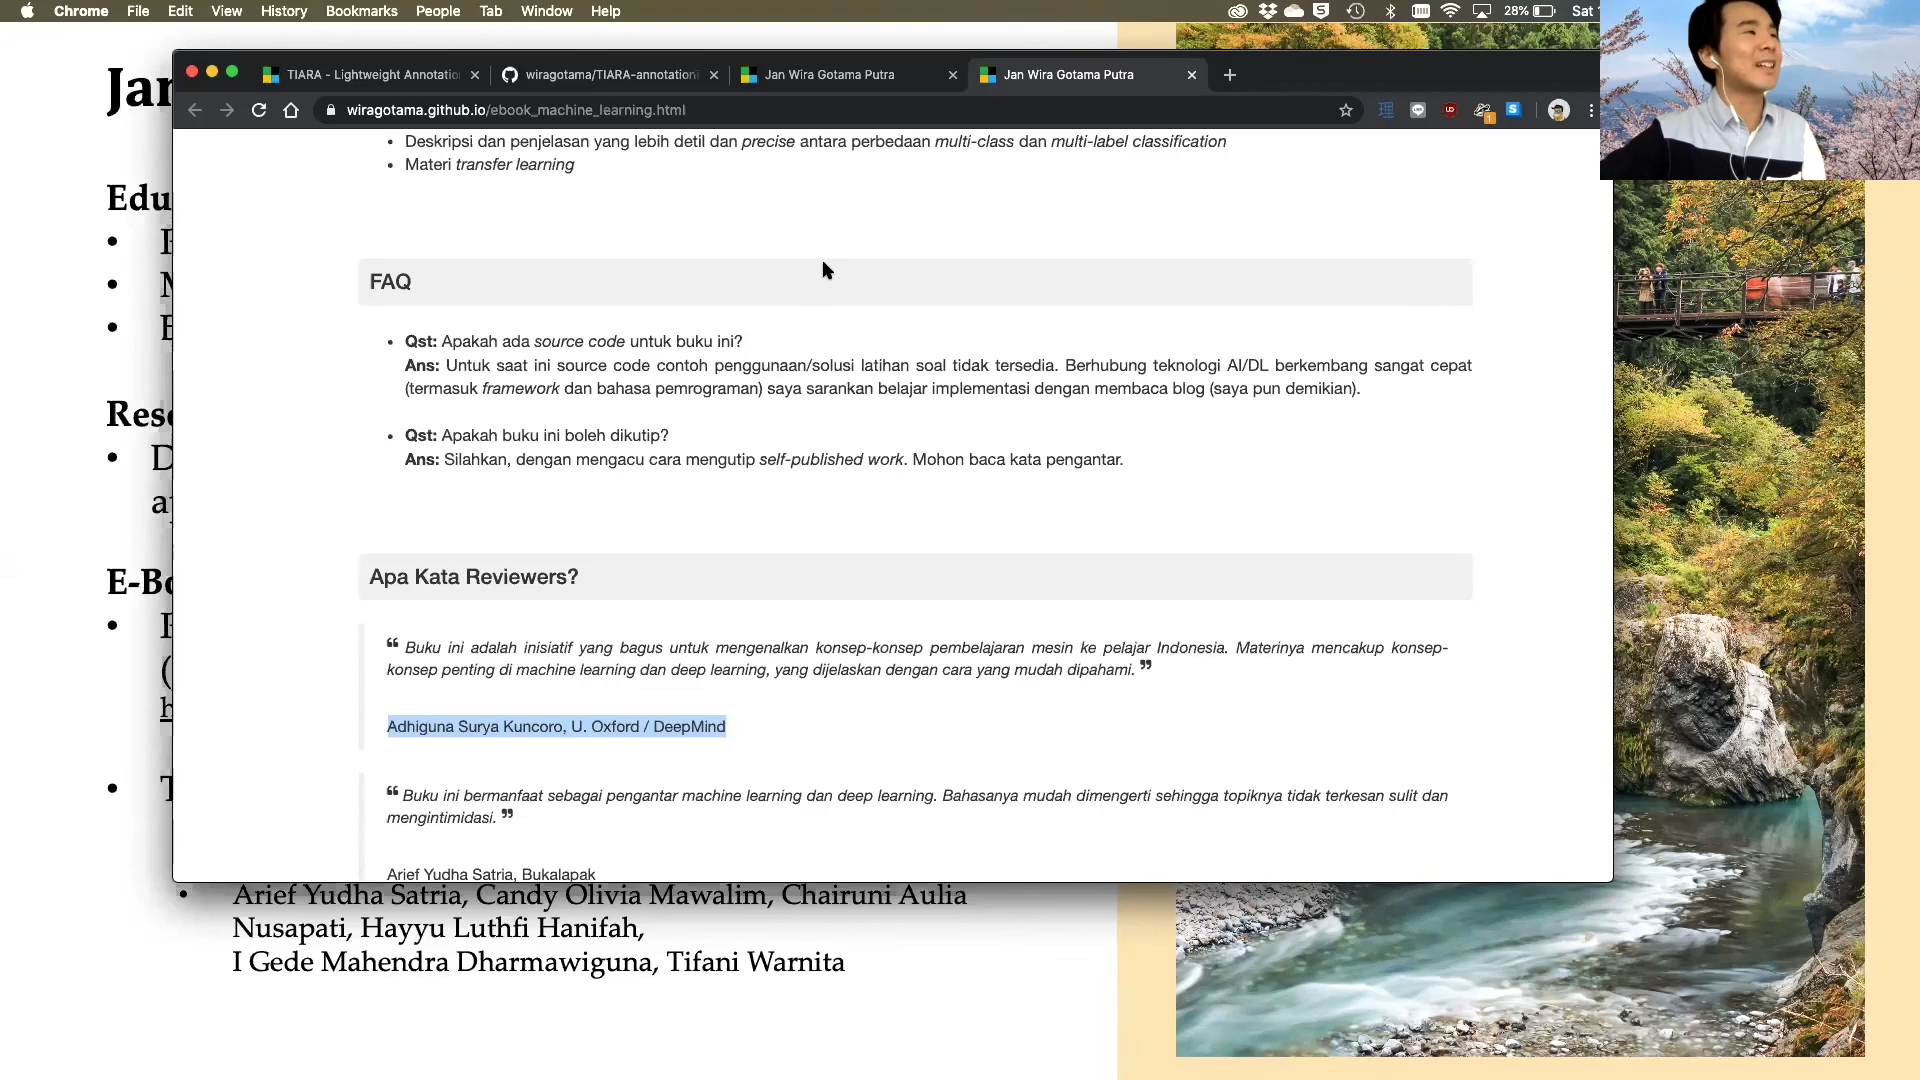 Chrome File Edit View History Bookmarks People Tab Window Help
28% Sat
TIARA - Lightweight Annotatio
wiragotama/TIARA-annotation
Jan Wira Gotama Putra
Jan Wira Gotama Putra
wiragotama.github.io/ebook_machine_learning.html
Deskripsi dan penjelasan yang lebih detil dan precise antara perbedaan multi-class dan multi-label classification
Materi transfer learning
FAQ
Qst: Apakah ada source code untuk buku ini?
Ans: Untuk saat ini source code contoh penggunaan/solusi latihan soal tidak tersedia. Berhubung teknologi AI/DL berkembang sangat cepat
(termasuk framework dan bahasa pemrograman) saya sarankan belajar implementasi dengan membaca blog (saya pun demikian).
Qst: Apakah buku ini boleh dikutip?
Ans: Silahkan, dengan mengacu cara mengutip self-published work. Mohon baca kata pengantar.
Apa Kata Reviewers?
❝ Buku ini adalah inisiatif yang bagus untuk mengenalkan konsep-konsep pembelajaran mesin ke pelajar Indonesia. Materinya mencakup konsep-
konsep penting di machine learning dan deep learning, yang dijelaskan dengan cara yang mudah dipahami. ❞
Adhiguna Surya Kuncoro, U. Oxford / DeepMind
❝ Buku ini bermanfaat sebagai pengantar machine learning dan deep learning. Bahasanya mudah dimengerti sehingga topiknya tidak terkesan sulit dan
mengintimidasi. ❞
Arief Yudha Satria, Bukalapak
Jan
Edu
Rese
E-Bo
Arief Yudha Satria, Candy Olivia Mawalim, Chairuni Aulia
Nusapati, Hayyu Luthfi Hanifah,
I Gede Mahendra Dharmawiguna, Tifani Warnita